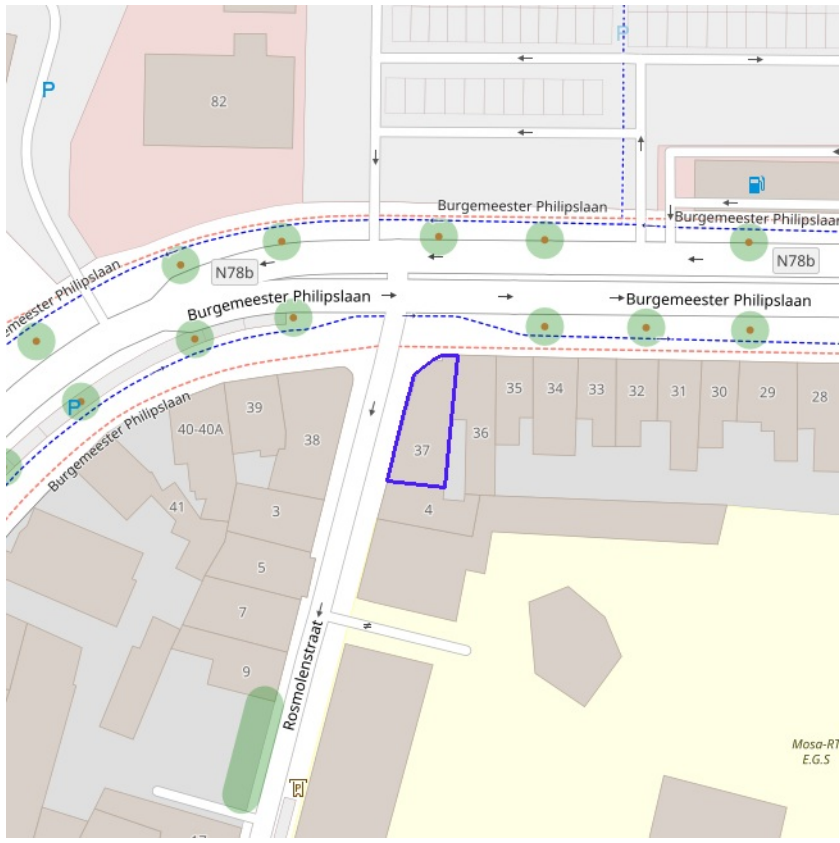 P
P
82
Burgemeester Philipslaan
Burgemeester Philipslaan
N78b
N78b
emeester Philipslaan
Burgemeester Philipslaan
Burgemeester Philipslaan
P
Burgemeester Philipslaan
40-40A
39
38
37
36
35
34
33
32
31
30
29
28
41
3
4
5
7
9
Rosmolenstraat
Mosa-RT
E.G.S
P
17